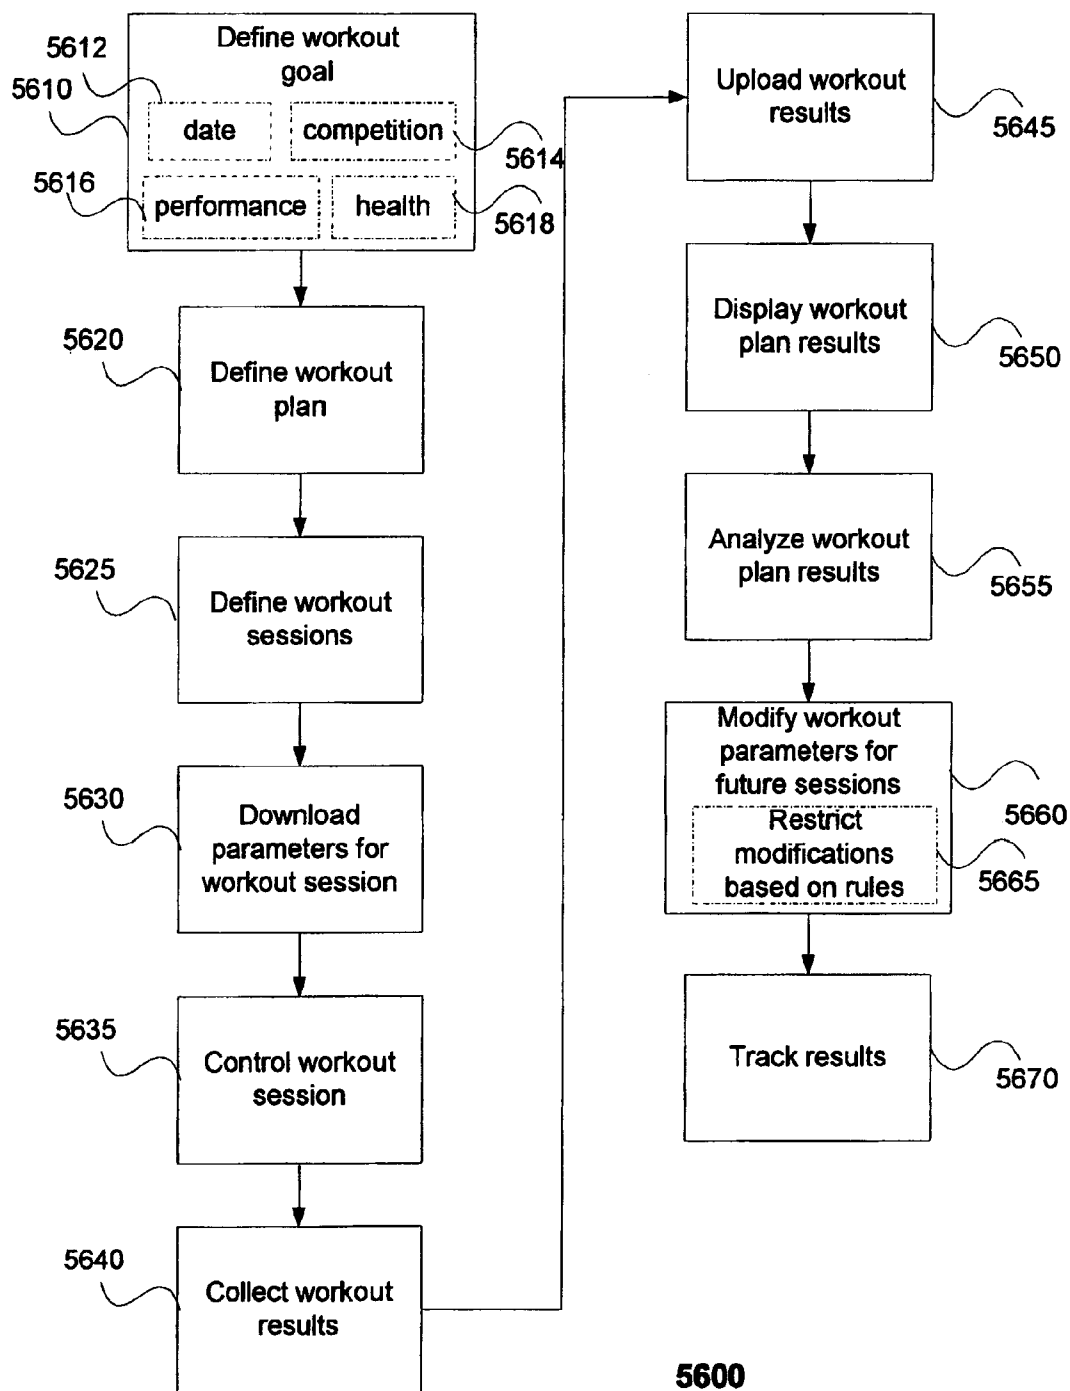 Define workout
goal
5612
5610
date
competition
5614
5616
performance
health
5618
5620
Define workout
plan
5625
Define workout
sessions
5630
Download
parameters for
workout session
5635
Control workout
session
5640
Collect workout
results
Upload workout
results
5645
Display workout
plan results
5650
Analyze workout
plan results
5655
Modify workout
parameters for
future sessions
5660
Restrict
modifications
based on rules
5665
Track results
5670
5600